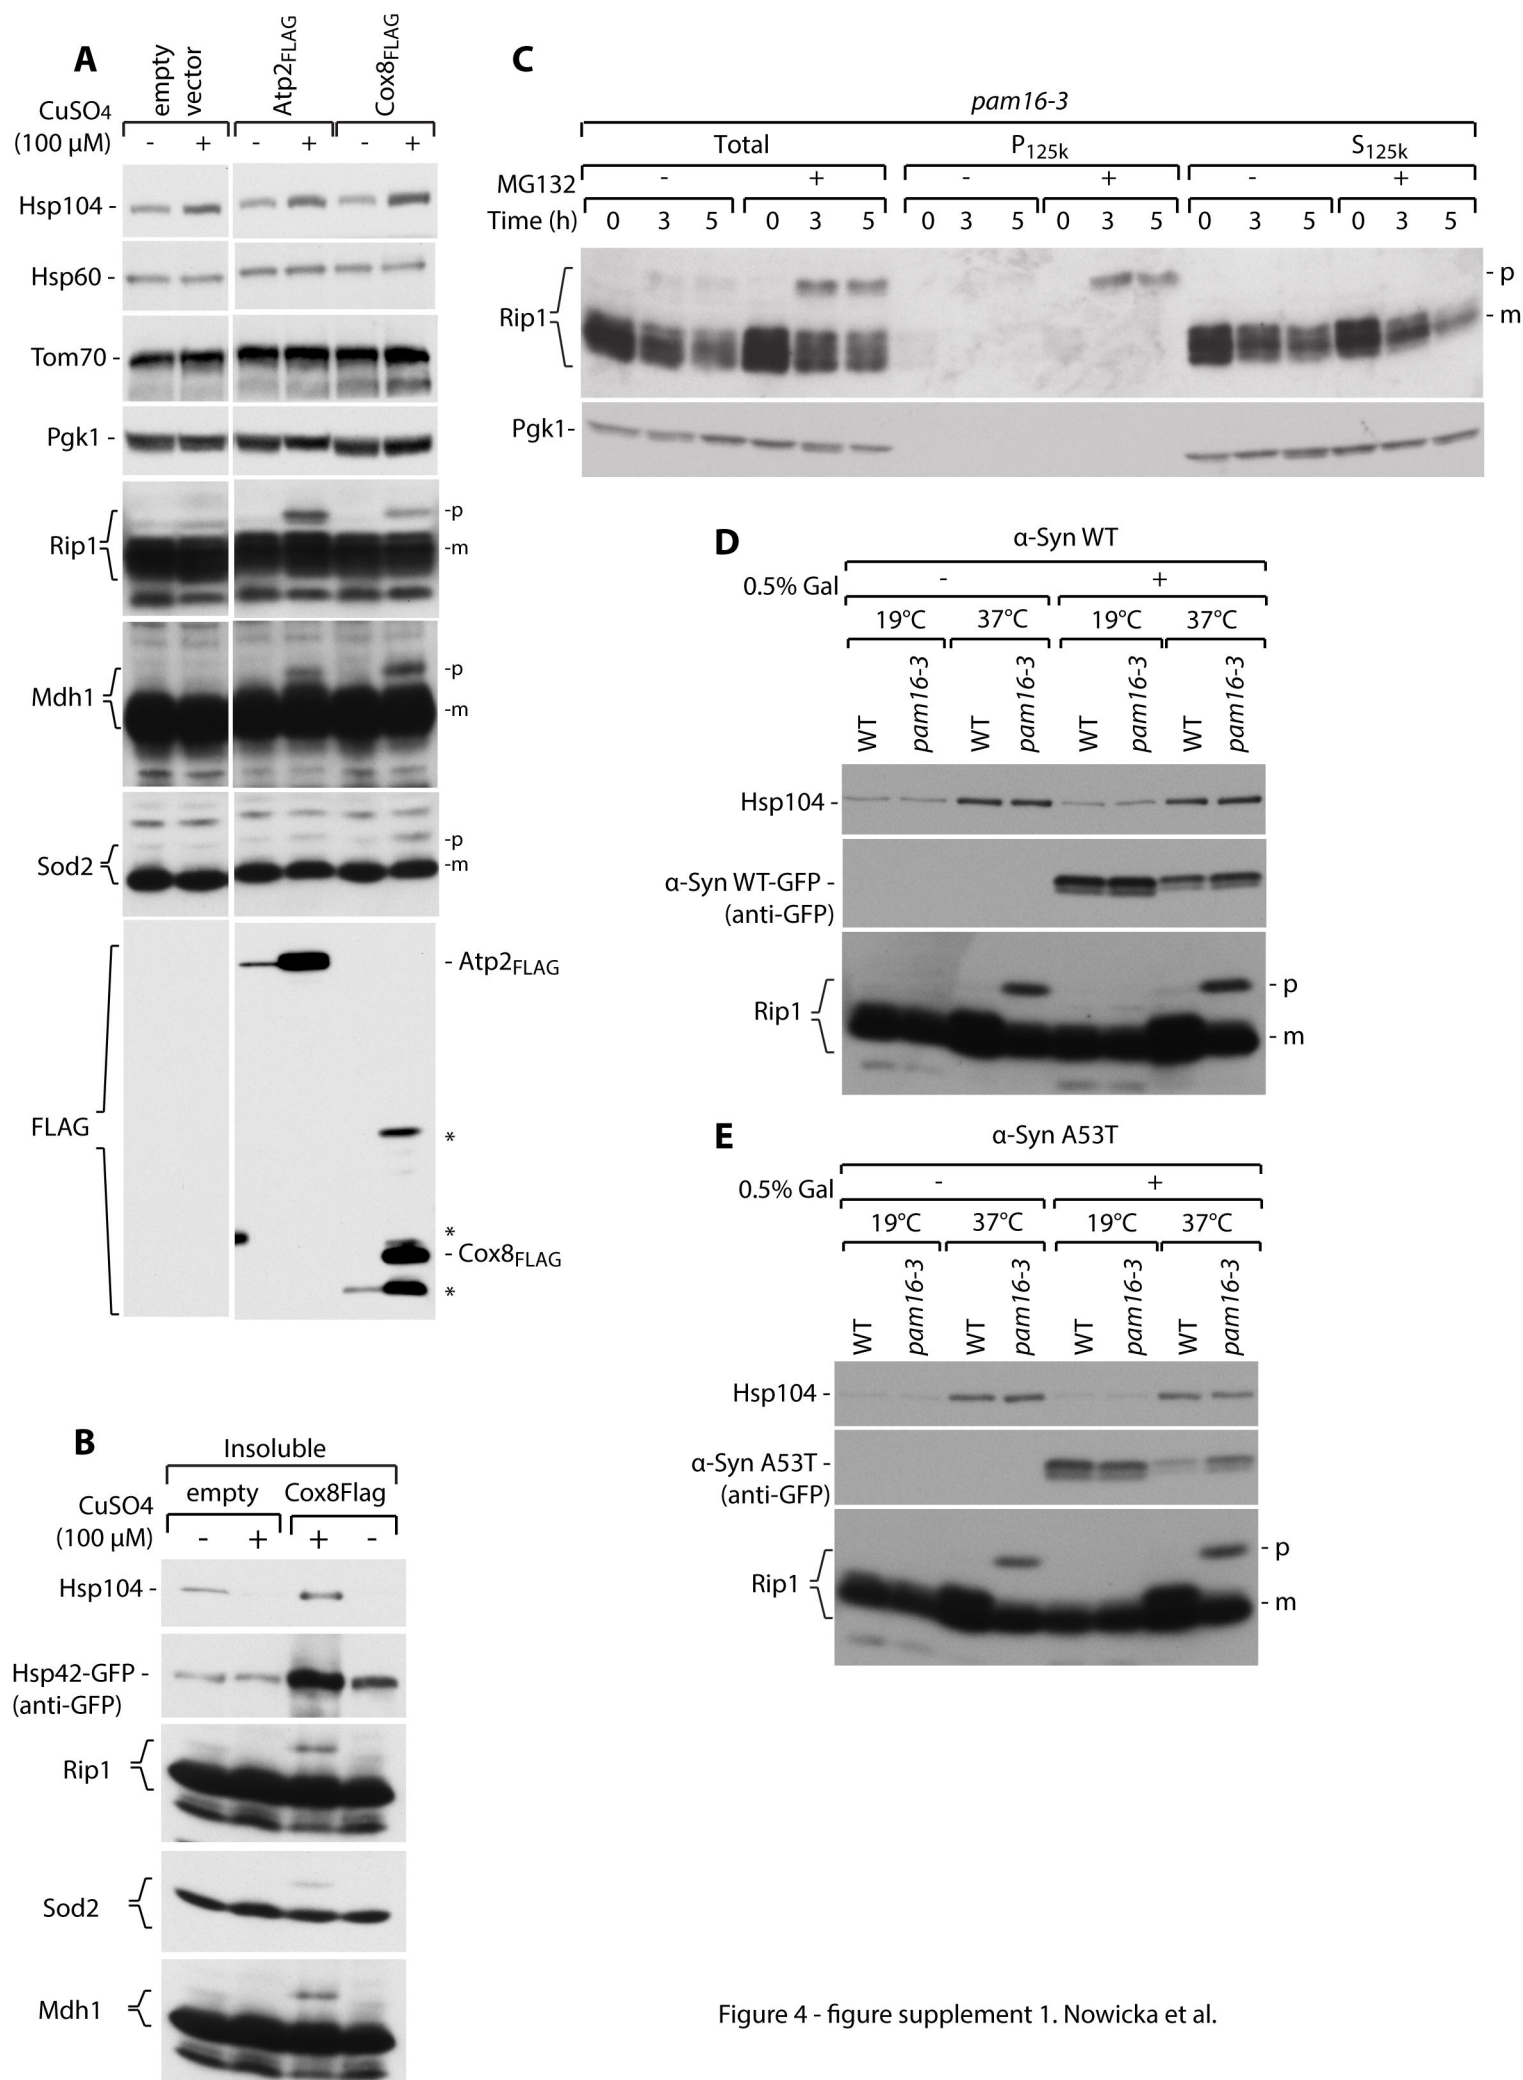 A
empty
vector
Atp2FLAG
Cox8FLAG
CuSO4
(100 µM)
- + - + - +
Hsp104 -
Hsp60 -
Tom70 -
Pgk1 -
Rip1
-p
-m
Mdh1
-p
-m
Sod2
-p
-m
FLAG
- Atp2FLAG
*
*
- Cox8FLAG
*
B
Insoluble
empty Cox8Flag
CuSO4
(100 µM)
- + + -
Hsp104 -
Hsp42-GFP -
(anti-GFP)
Rip1
Sod2
Mdh1
C
pam16-3
Total P125k S125k
MG132 - + - + - +
Time (h) 0 3 5 0 3 5 0 3 5 0 3 5 0 3 5 0 3 5
Rip1
- p
- m
Pgk1-
D
α-Syn WT
0.5% Gal - +
19°C 37°C 19°C 37°C
WT pam16-3 WT pam16-3 WT pam16-3 WT pam16-3
Hsp104 -
α-Syn WT-GFP -
(anti-GFP)
Rip1
- p
- m
E
α-Syn A53T
0.5% Gal - +
19°C 37°C 19°C 37°C
WT pam16-3 WT pam16-3 WT pam16-3 WT pam16-3
Hsp104 -
α-Syn A53T -
(anti-GFP)
Rip1
- p
- m
Figure 4 - figure supplement 1. Nowicka et al.